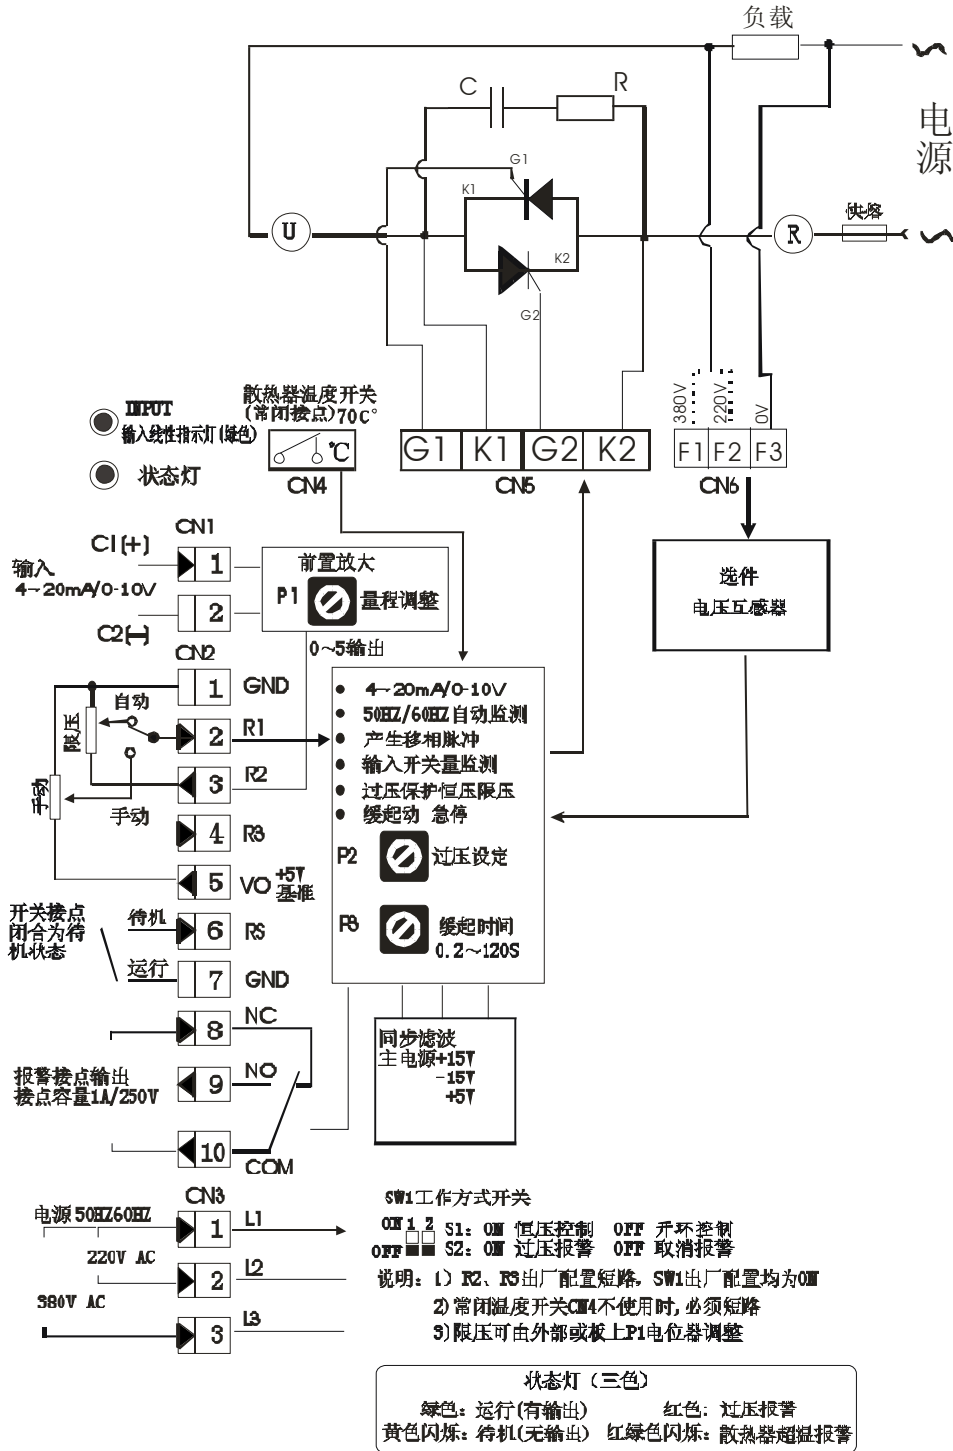 负载
C
R
电源
G1
K1
快熔
U
R
K2
G2
散热器温度开关
(常闭接点)70C°
INPUT
输入线性指示灯(绿色)
状态灯
℃
CN4
G1 K1 G2 K2
CN5
380V
220V
0V
F1 F2 F3
CN6
CN1
C1(+)
1
输入
4~20mA/0-10V
2
C2(-)
前置放大
P1
量程调整
0~5输出
选件
电压互感器
CN2
1 GND
自动
限压
2 R1
3 R2
手动
手动
4 R3
5 VO +5V
基准
开关接点
闭合为待
机状态
待机
6 RS
运行
7 GND
8 NC
报警接点输出
接点容量1A/250V
9 NO
10 COM
4~20mA/0-10V
50HZ/60HZ自动监测
产生移相脉冲
输入开关量监测
过压保护恒压限压
缓起动 急停
P2
过压设定
P3
缓起时间
0.2~120S
同步滤波
主电源+15V
-15V
+5V
CN3
电源50HZ60HZ
1 L1
220V AC
2 L2
380V AC
3 L3
SW1工作方式开关
ON 1 2
OFF
S1: ON 恒压控制 OFF 开环控制
S2: ON 过压报警 OFF 取消报警
说明: 1) R2、R3出厂配置短路, SW1出厂配置均为ON
2)常闭温度开关CN4不使用时,必须短路
3)限压可由外部或板上P1电位器调整
状态灯 (三色)
绿色: 运行(有输出) 红色: 过压报警
黄色闪烁: 待机(无输出) 红绿色闪烁: 散热器超温报警